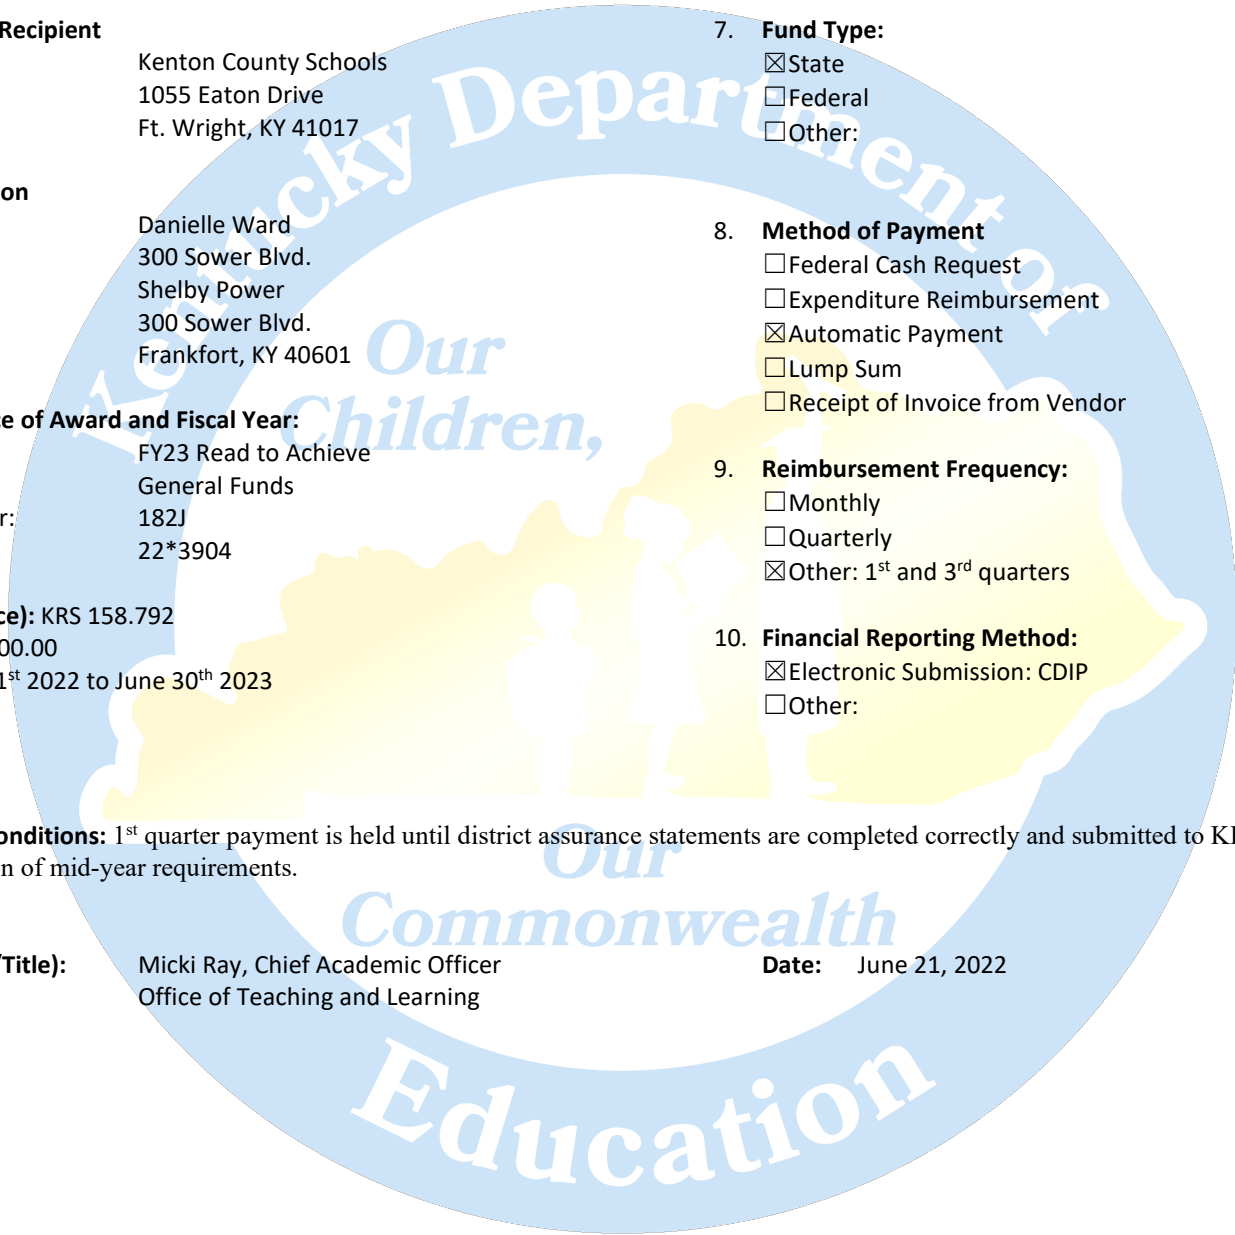 Recipient
Kenton County Schools
1055 Eaton Drive
Ft. Wright, KY 41017
on
Danielle Ward
300 Sower Blvd.
Shelby Power
300 Sower Blvd.
Frankfort, KY 40601
ce of Award and Fiscal Year:
FY23 Read to Achieve
General Funds
r: 182J
22*3904
ce): KRS 158.792
00.00
1st 2022 to June 30th 2023
7. Fund Type:
☒State
☐Federal
☐Other:
8. Method of Payment
☐Federal Cash Request
☐Expenditure Reimbursement
☒Automatic Payment
☐Lump Sum
☐Receipt of Invoice from Vendor
9. Reimbursement Frequency:
☐Monthly
☐Quarterly
☒Other: 1st and 3rd quarters
10. Financial Reporting Method:
☒Electronic Submission: CDIP
☐Other:
onditions: 1st quarter payment is held until district assurance statements are completed correctly and submitted to K
n of mid-year requirements.
/Title): Micki Ray, Chief Academic Officer
Office of Teaching and Learning
Date: June 21, 2022
Kentucky Department of
Education
Our
Children,
Our
Commonwealth